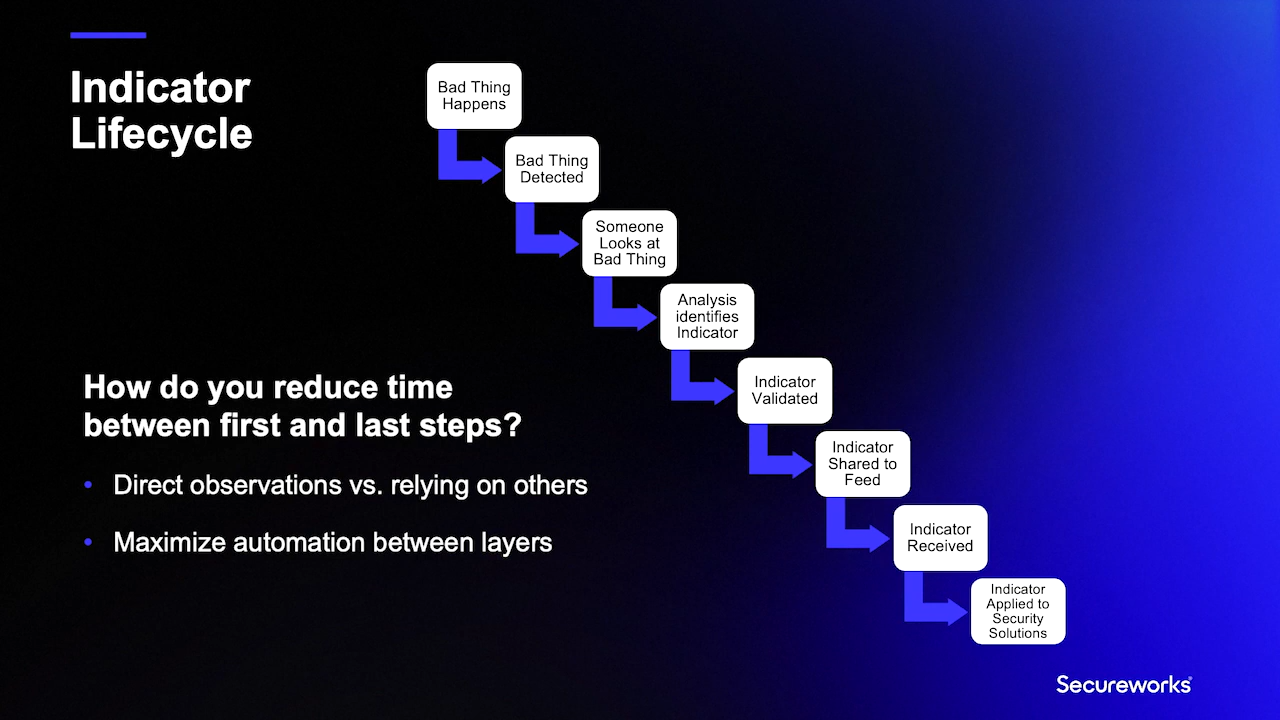 Indicator
Lifecycle
Bad Thing
Happens
Bad Thing
Detected
Someone
Looks at
Bad Thing
Analysis
identifies
Indicator
Indicator
Validated
Indicator
Shared to
Feed
Indicator
Received
Indicator
Applied to
Security
Solutions
How do you reduce time
between first and last steps?
• Direct observations vs. relying on others
• Maximize automation between layers
Secureworks®